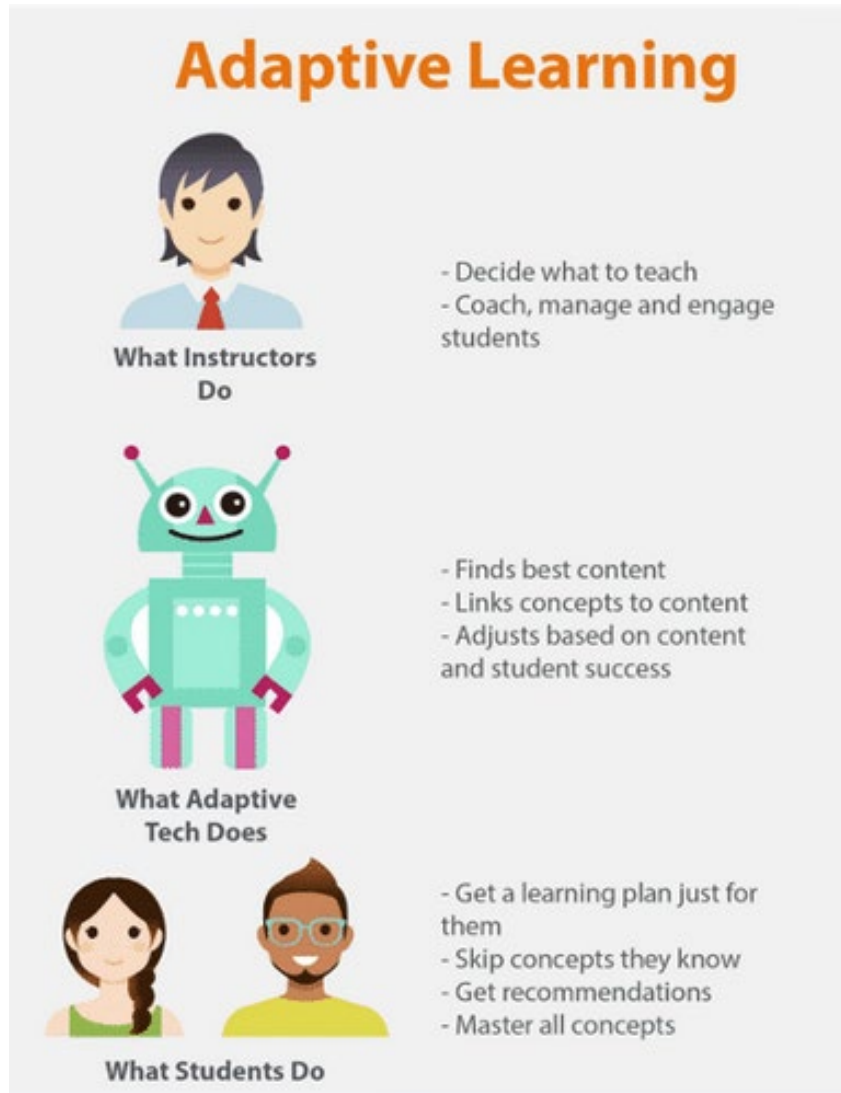 Adaptive Learning
- Decide what to teach
- Coach, manage and engage
students
What Instructors
Do
- Finds best content
- Links concepts to content
- Adjusts based on content
and student success
What Adaptive
Tech Does
- Get a learning plan just for
them
- Skip concepts they know
- Get recommendations
- Master all concepts
What Students Do